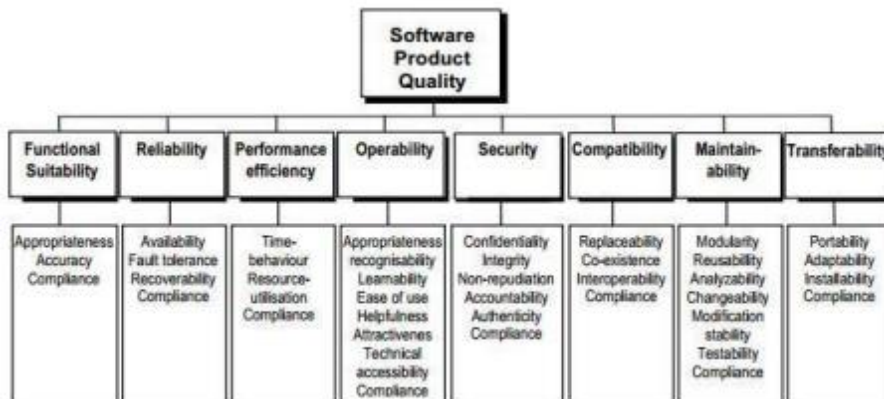 Software
Product
Quality
Functional
Suitability
Reliability
Performance
efficiency
Operability
Security
Compatibility
Maintain-
ability
Transferability
Appropriateness
Accuracy
Compliance
Availability
Fault tolerance
Recoverability
Compliance
Time-
behaviour
Resource-
utilisation
Compliance
Appropriateness
recognisability
Learnability
Ease of use
Helpfulness
Attractivenes
Technical
accessibility
Compliance
Confidentiality
Integrity
Non-repudiation
Accountability
Authenticity
Compliance
Replaceability
Co-existence
Interoperability
Compliance
Modularity
Reusability
Analyzability
Changeability
Modification
stability
Testability
Compliance
Portability
Adaptability
Installability
Compliance